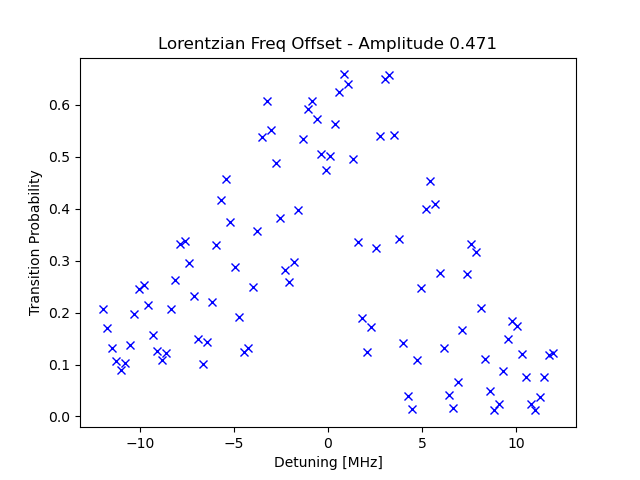 Lorentzian Freq Offset - Amplitude 0.471
Transition Probability
0.6
0.5
0.4
0.3
0.2
0.1
0.0
−10 −5 0 5 10
Detuning [MHz]